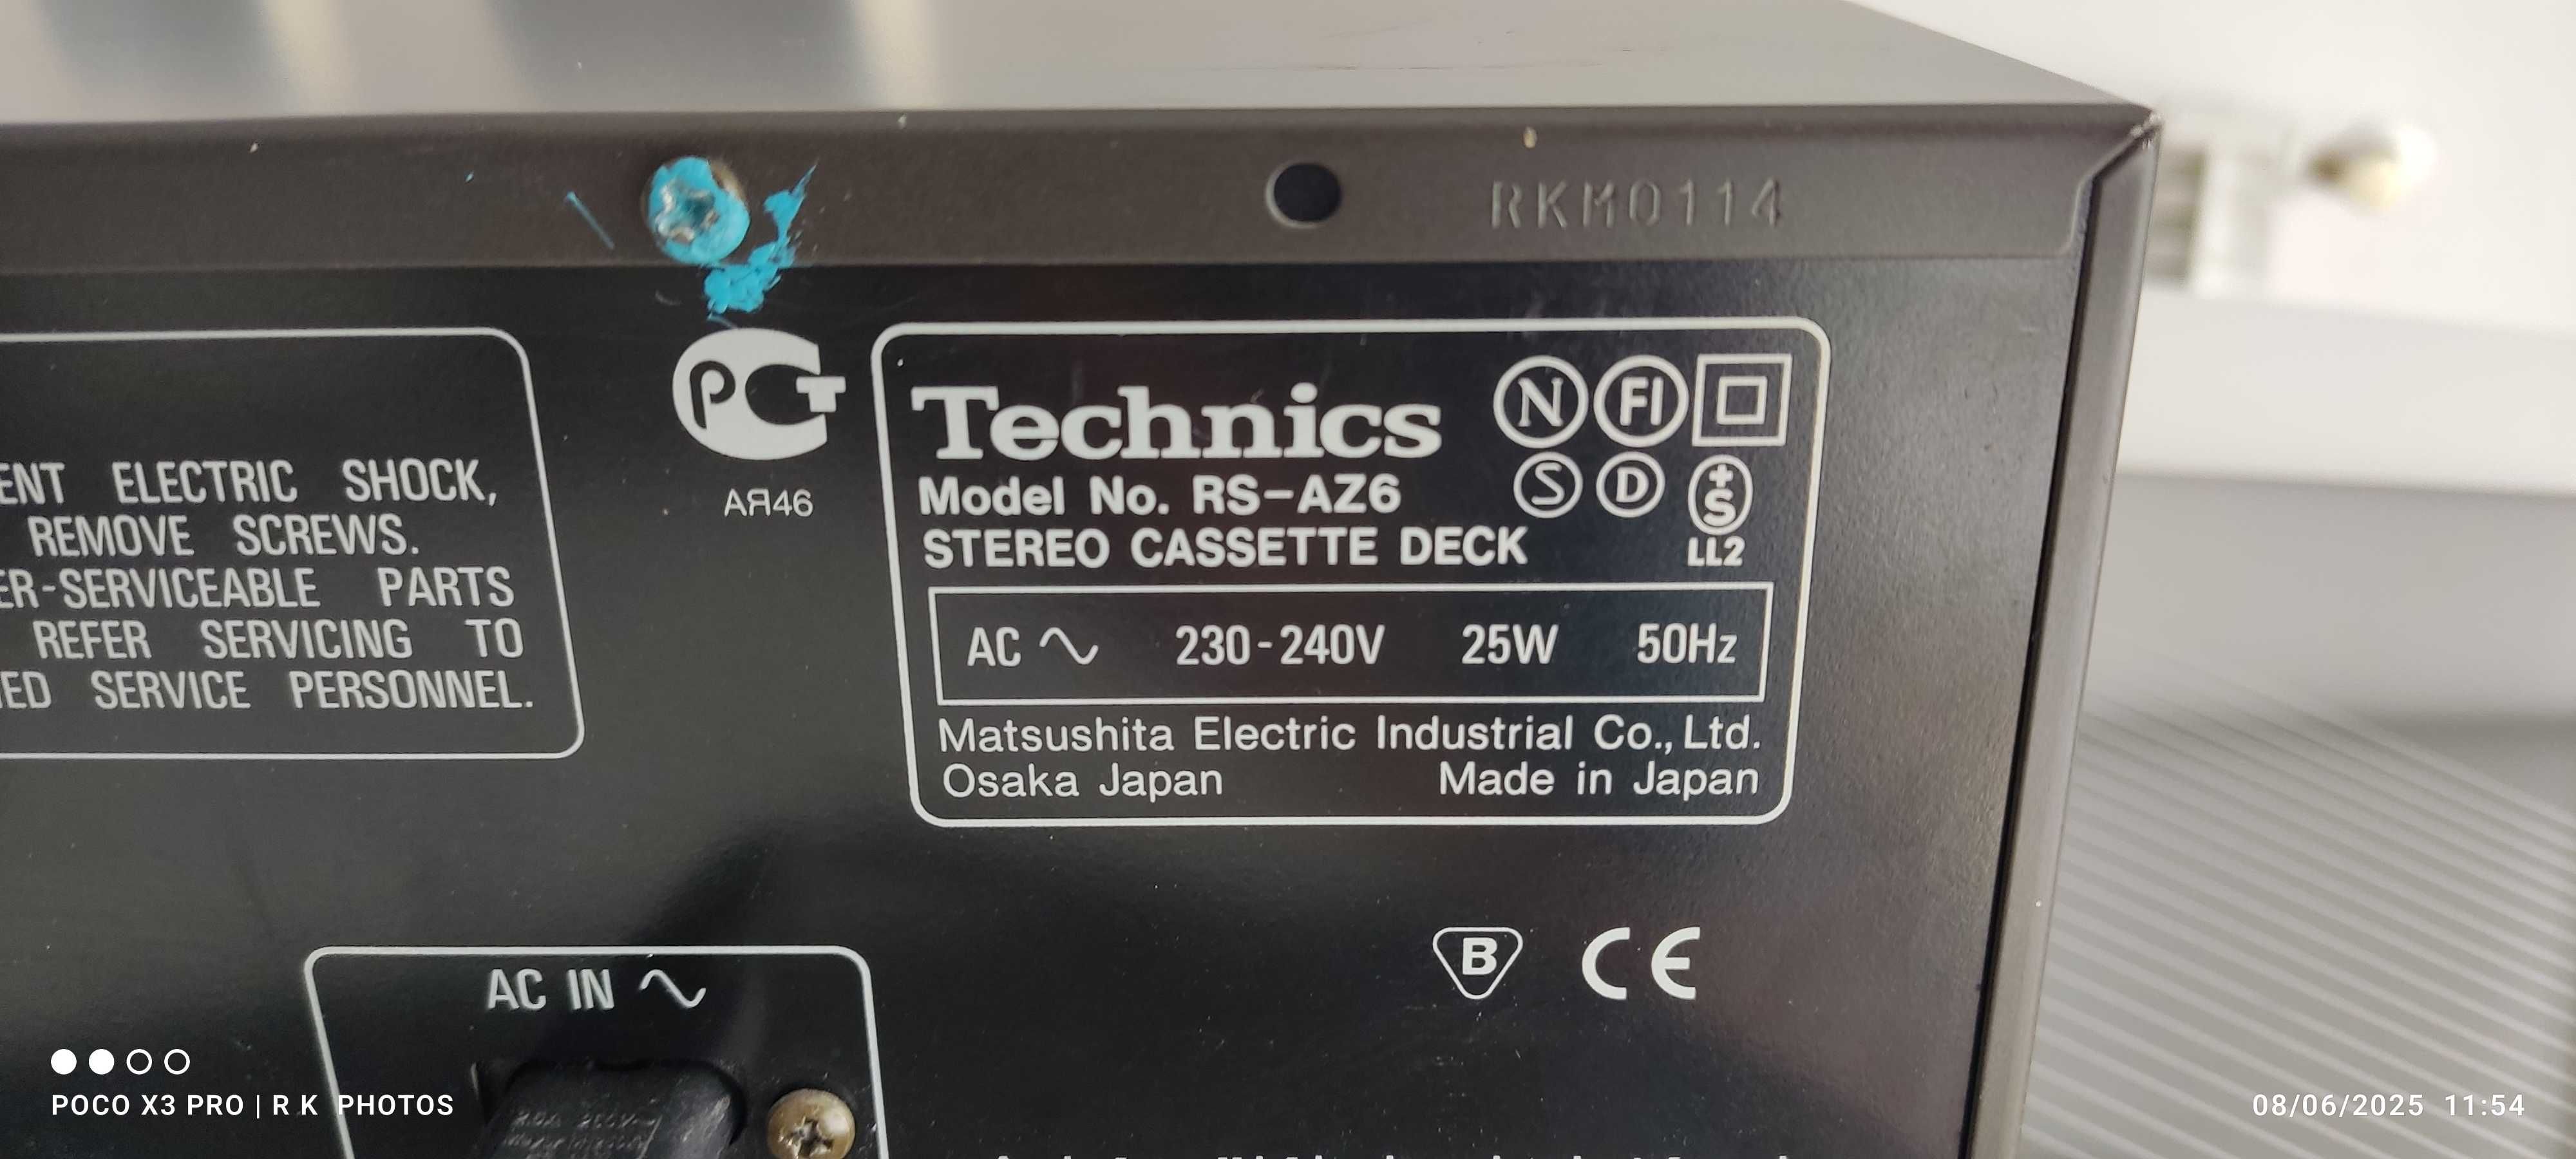 RKM0114
PCT
АЯ46
ENT ELECTRIC SHOCK,
REMOVE SCREWS.
ER-SERVICEABLE PARTS
REFER SERVICING TO
ED SERVICE PERSONNEL.
Technics
N FI
Model No. RS-AZ6
S D +S
STEREO CASSETTE DECK
LL2
AC ∿ 230-240V 25W 50Hz
Matsushita Electric Industrial Co., Ltd.
Osaka Japan Made in Japan
B CE
AC IN ∿
POCO X3 PRO | R K PHOTOS
08/06/2025 11:54